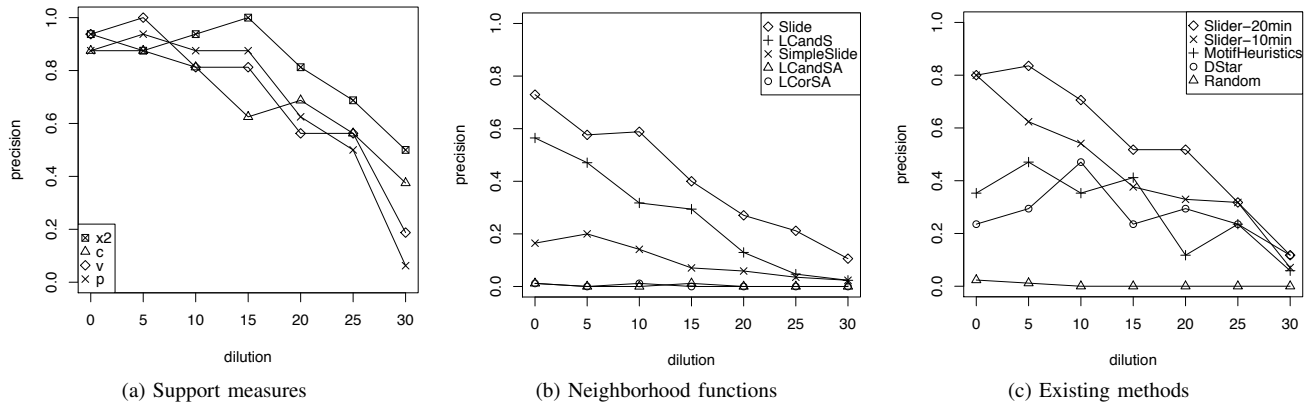 1.0
0.8
0.6
0.4
0.2
0.0
precision
x2
c
v
p
0 5 10 15 20 25 30
dilution
(a) Support measures
1.0
0.8
0.6
0.4
0.2
0.0
precision
Slide
LCandS
SimpleSlide
LCandSA
LCorSA
0 5 10 15 20 25 30
dilution
(b) Neighborhood functions
1.0
0.8
0.6
0.4
0.2
0.0
precision
Slider-20min
Slider-10min
MotifHeuristics
DStar
Random
0 5 10 15 20 25 30
dilution
(c) Existing methods